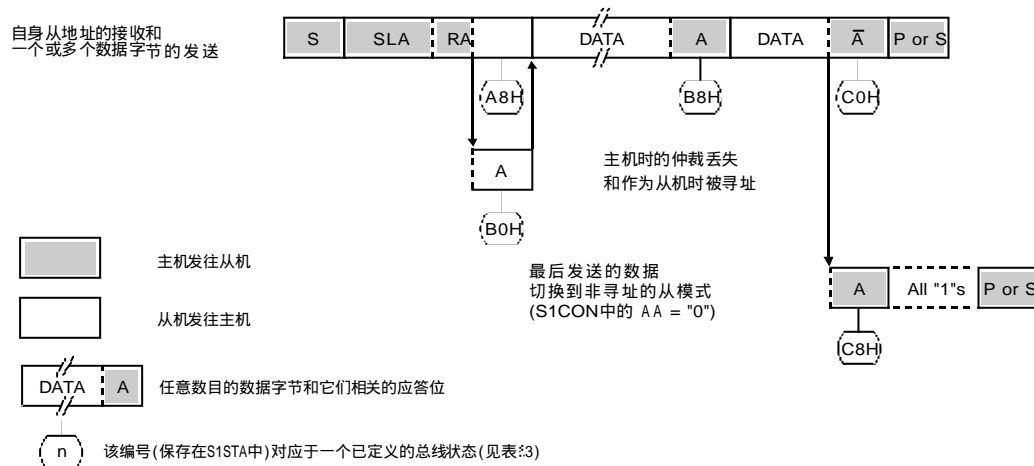 自身从地址的接收和
一个或多个数据字节的发送
S SLA RA DATA A DATA A̅ P or S
A8H B8H C0H
A
主机时的仲裁丢失
和作为从机时被寻址
B0H
主机发往从机
最后发送的数据
切换到非寻址的从模式
(S1CON中的 AA = "0")
A All "1"s P or S
从机发往主机
C8H
DATA A 任意数目的数据字节和它们相关的应答位
n 该编号(保存在S1STA中)对应于一个已定义的总线状态(见表3)